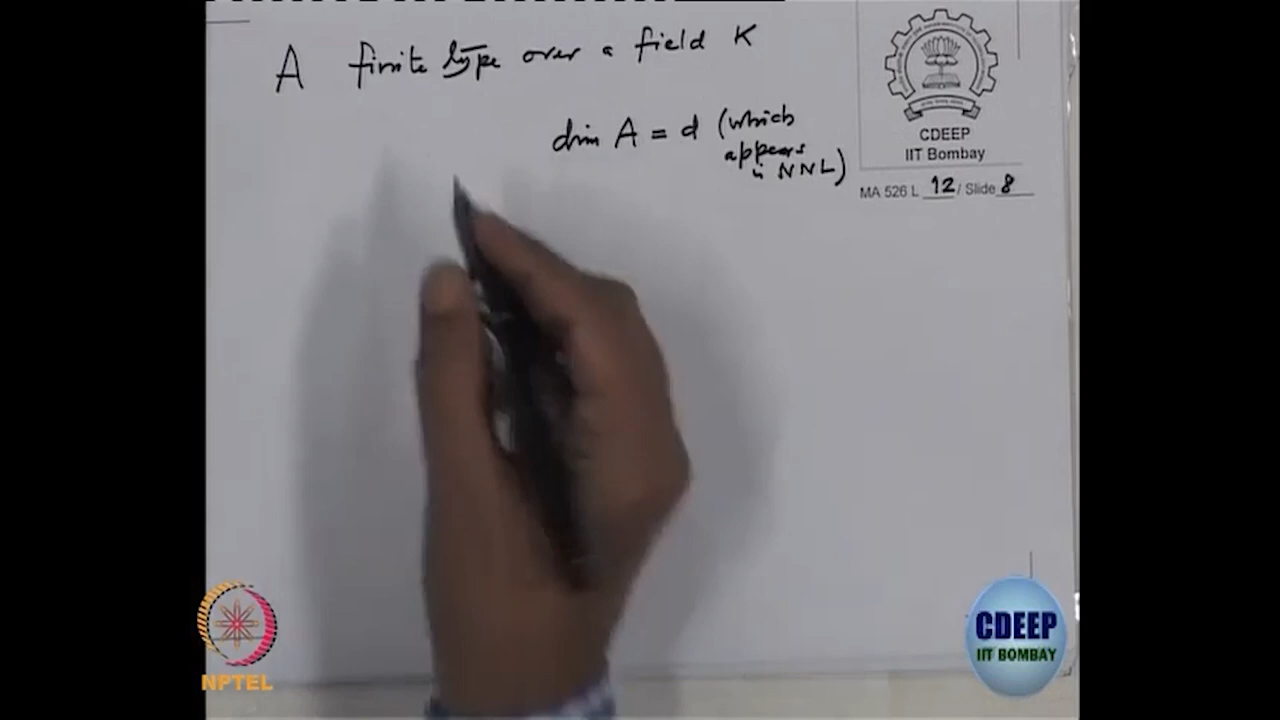 A finite type over a field K
dim A = d (which
appears
in NNL)
CDEEP
IIT Bombay
MA 526 L 12 / Slide 8
NPTEL
CDEEP
IIT BOMBAY